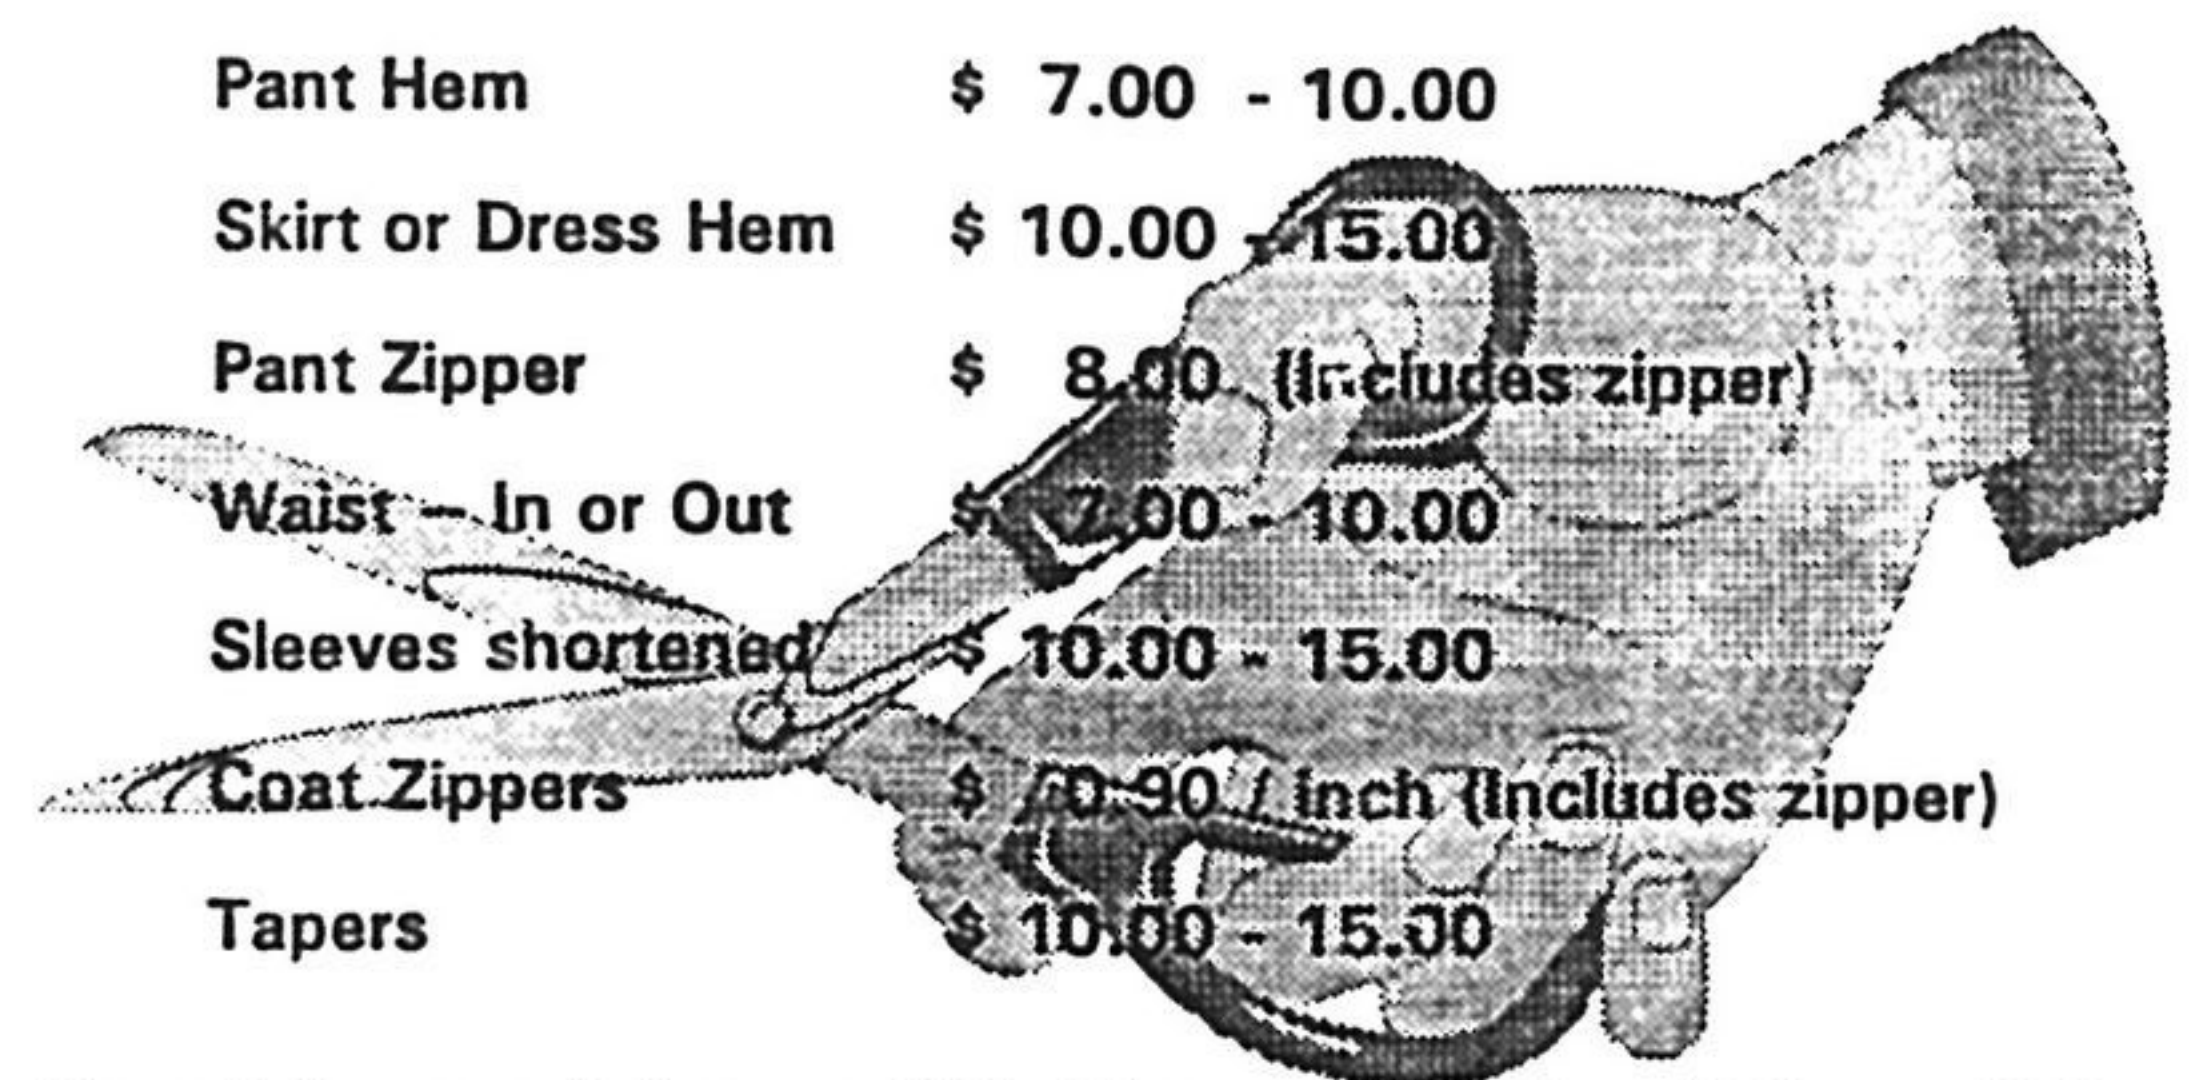 Pant Hem $ 7.00 - 10.00
Skirt or Dress Hem $ 10.00 - 15.00
Pant Zipper $ 8.00 (Includes zipper)
Waist – In or Out $ 7.00 - 10.00
Sleeves shortened $ 10.00 - 15.00
Coat Zippers $ 0.90 / inch (Includes zipper)
Tapers $ 10.00 - 15.00